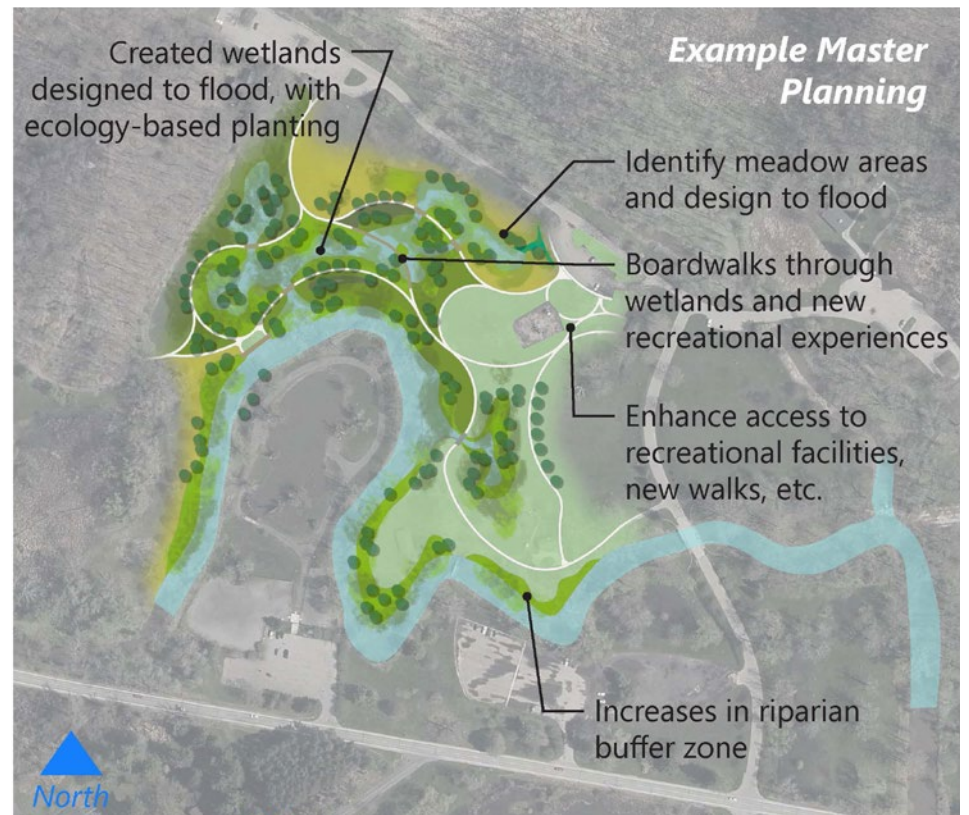 Example Master
Planning
Created wetlands
designed to flood, with
ecology-based planting
Identify meadow areas
and design to flood
Boardwalks through
wetlands and new
recreational experiences
Enhance access to
recreational facilities,
new walks, etc.
Increases in riparian
buffer zone
North